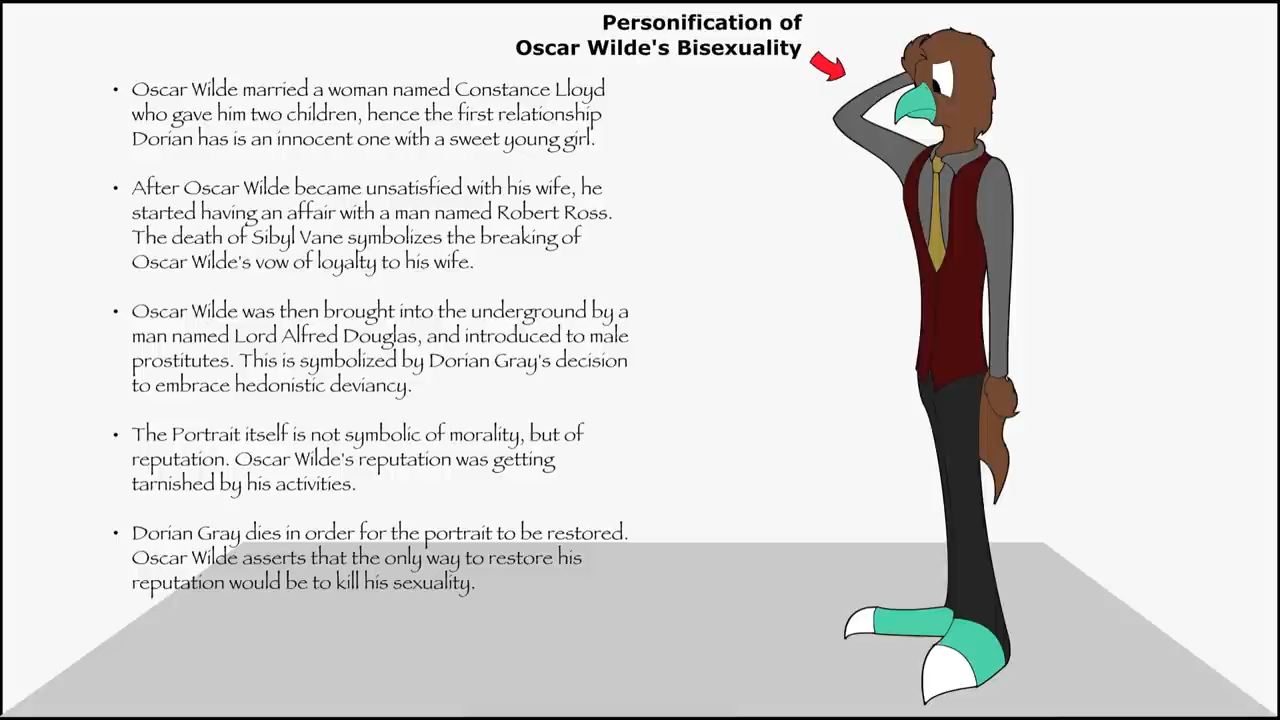 Personification of
Oscar Wilde's Bisexuality
• Oscar Wilde married a woman named Constance Lloyd
who gave him two children, hence the first relationship
Dorian has is an innocent one with a sweet young girl.
• After Oscar Wilde became unsatisfied with his wife, he
started having an affair with a man named Robert Ross.
The death of Sibyl Vane symbolizes the breaking of
Oscar Wilde's vow of loyalty to his wife.
• Oscar Wilde was then brought into the underground by a
man named Lord Alfred Douglas, and introduced to male
prostitutes. This is symbolized by Dorian Gray's decision
to embrace hedonistic deviancy.
• The Portrait itself is not symbolic of morality, but of
reputation. Oscar Wilde's reputation was getting
tarnished by his activities.
• Dorian Gray dies in order for the portrait to be restored.
Oscar Wilde asserts that the only way to restore his
reputation would be to kill his sexuality.